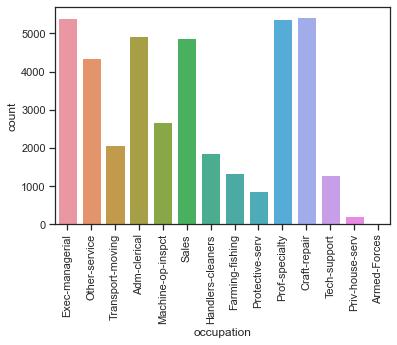 5000
4000
3000
2000
1000
0
count
Exec-managerial
Other-service
Transport-moving
Adm-clerical
Machine-op-inspct
Sales
Handlers-cleaners
Farming-fishing
Protective-serv
Prof-specialty
Craft-repair
Tech-support
Priv-house-serv
Armed-Forces
occupation